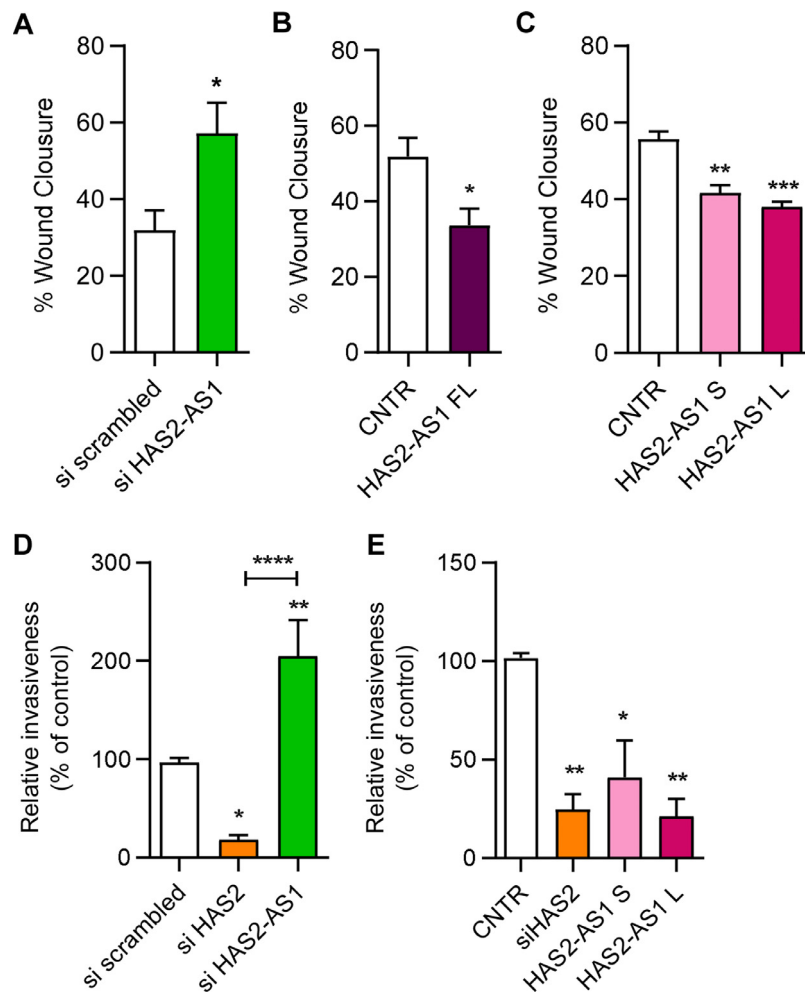 A
% Wound Clousure
80
60
40
20
0
*
si scrambled
si HAS2-AS1
B
% Wound Clousure
80
60
40
20
0
*
CNTR
HAS2-AS1 FL
C
% Wound Clousure
80
60
40
20
0
**
***
CNTR
HAS2-AS1 S
HAS2-AS1 L
D
Relative invasiveness
(% of control)
300
200
100
0
****
*
**
si scrambled
si HAS2
si HAS2-AS1
E
Relative invasiveness
(% of control)
150
100
50
0
**
*
**
CNTR
siHAS2
HAS2-AS1 S
HAS2-AS1 L